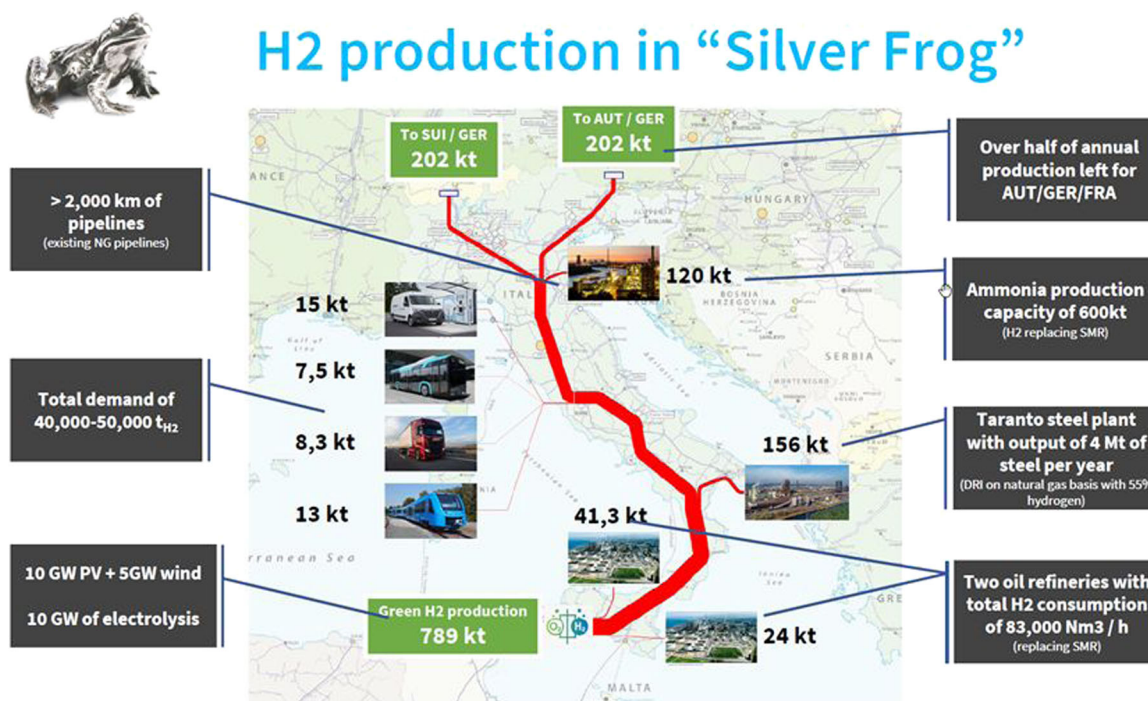 H2 production in “Silver Frog”
To SUI / GER
202 kt
To AUT / GER
202 kt
> 2,000 km of
pipelines
(existing NG pipelines)
Over half of annual
production left for
AUT/GER/FRA
120 kt
Ammonia production
capacity of 600kt
(H2 replacing SMR)
15 kt
7,5 kt
8,3 kt
13 kt
Total demand of
40,000-50,000 tH2
156 kt
Taranto steel plant
with output of 4 Mt of
steel per year
(DRI on natural gas basis with 55%
hydrogen)
41,3 kt
10 GW PV + 5GW wind
10 GW of electrolysis
Green H2 production
789 kt
O2
H2
24 kt
Two oil refineries with
total H2 consumption
of 83,000 Nm3 / h
(replacing SMR)
HUNGARY
BOSNIA
HERZEGOVINA
SERBIA
Adriatic Sea
MALTA